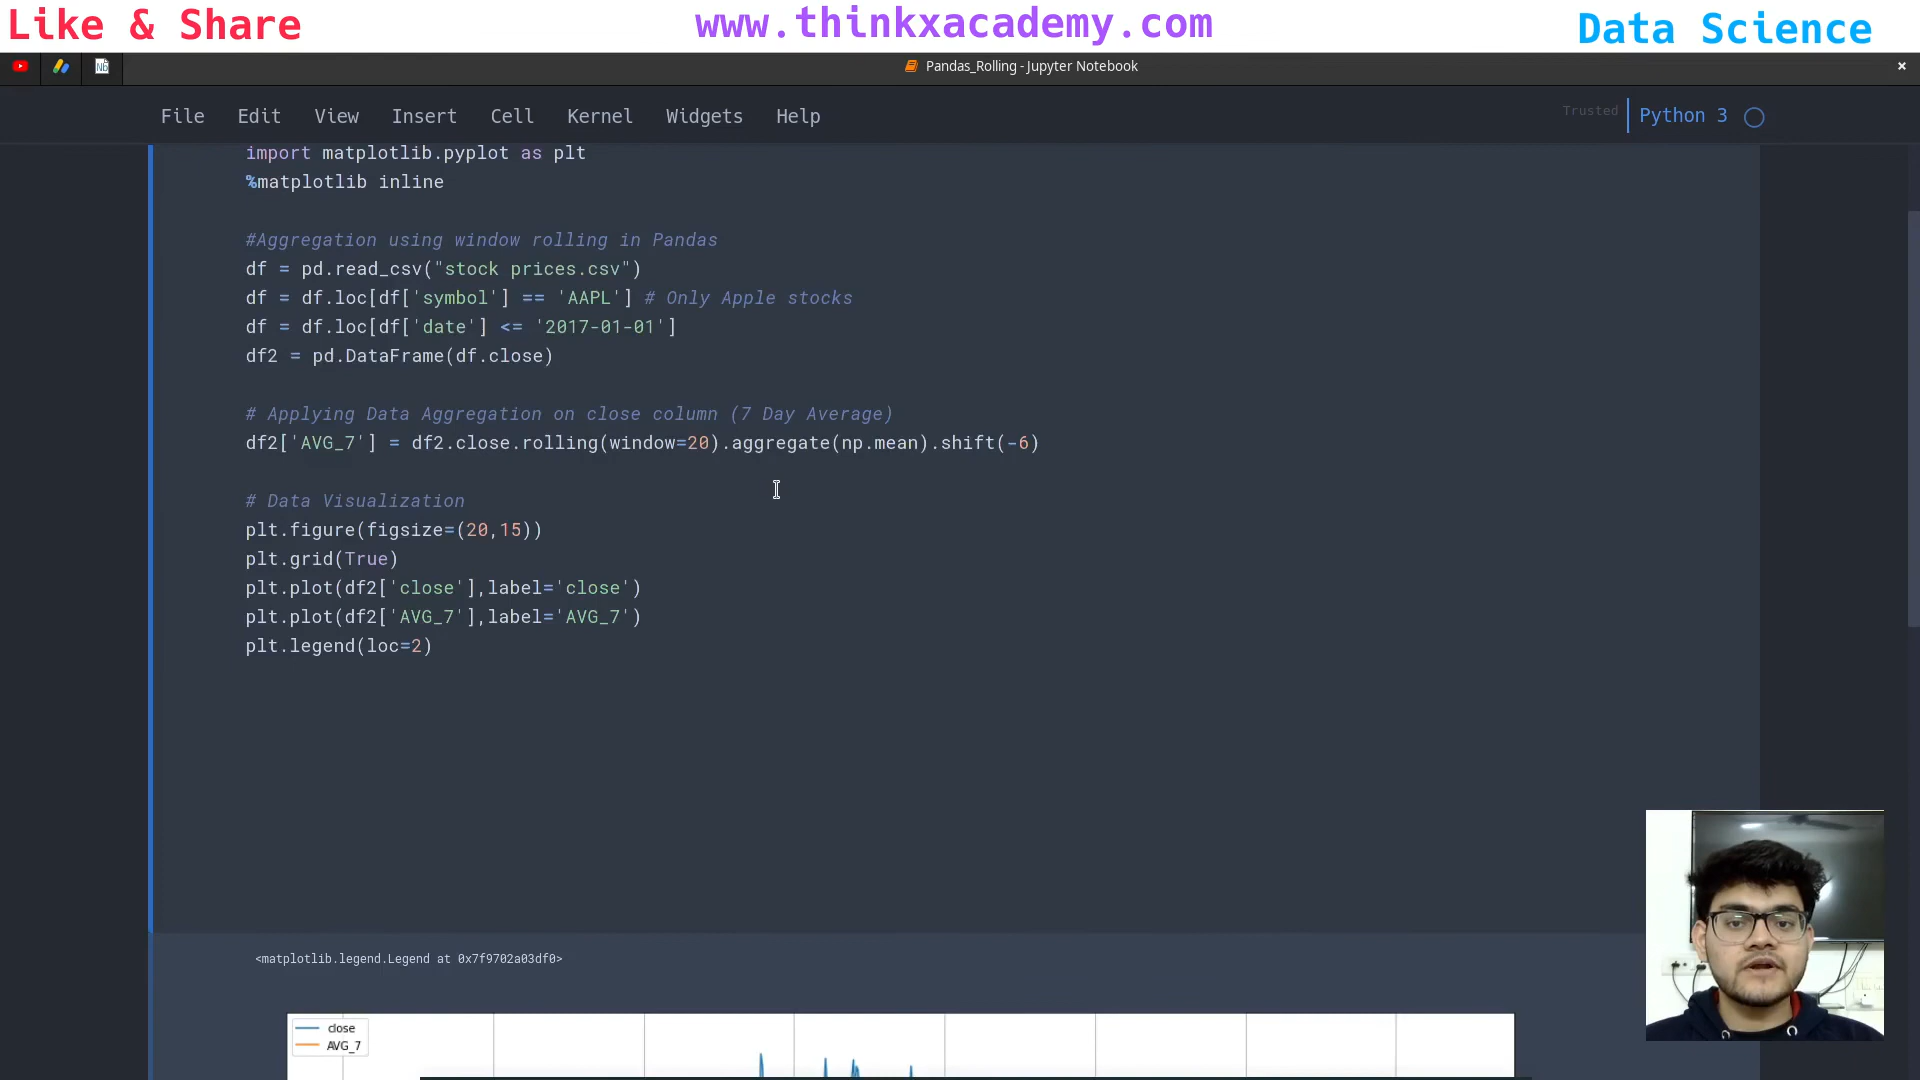 Like & Share
www.thinkxacademy.com
Data Science
Nb
Pandas_Rolling - Jupyter Notebook
×
File Edit View Insert Cell Kernel Widgets Help
Trusted
Python 3
import matplotlib.pyplot as plt
%matplotlib inline
#Aggregation using window rolling in Pandas
df = pd.read_csv("stock prices.csv")
df = df.loc[df['symbol'] == 'AAPL'] # Only Apple stocks
df = df.loc[df['date'] <= '2017-01-01']
df2 = pd.DataFrame(df.close)
# Applying Data Aggregation on close column (7 Day Average)
df2['AVG_7'] = df2.close.rolling(window=20).aggregate(np.mean).shift(-6)
# Data Visualization
plt.figure(figsize=(20,15))
plt.grid(True)
plt.plot(df2['close'],label='close')
plt.plot(df2['AVG_7'],label='AVG_7')
plt.legend(loc=2)
<matplotlib.legend.Legend at 0x7f9702a03df0>
close
AVG_7